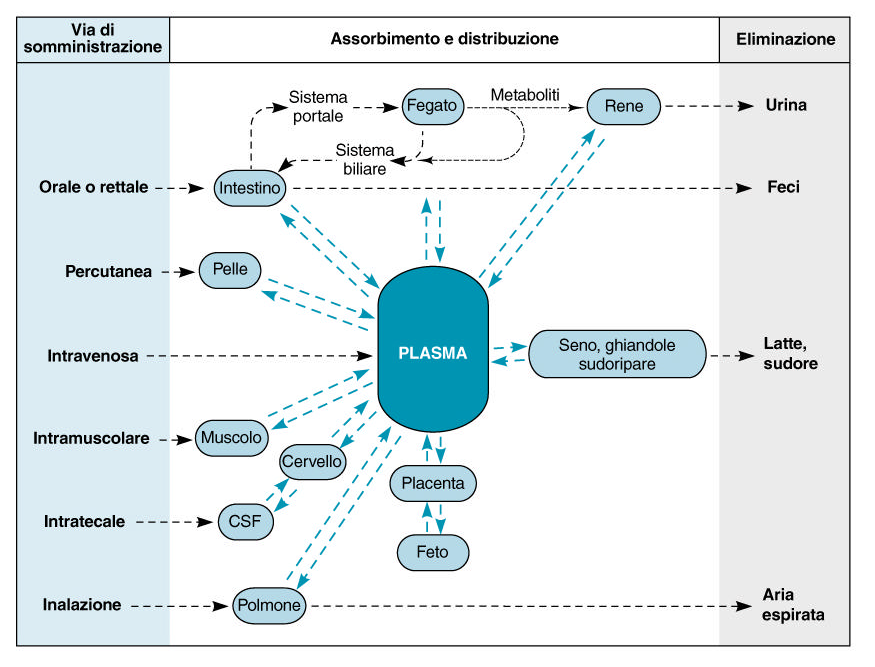 Via di
somministrazione
Assorbimento e distribuzione
Eliminazione
Sistema
portale
Fegato
Metaboliti
Rene
Urina
Sistema
biliare
Orale o rettale
Intestino
Feci
Percutanea
Pelle
Intravenosa
PLASMA
Seno, ghiandole
sudoripare
Latte,
sudore
Intramuscolare
Muscolo
Cervello
Placenta
Intratecale
CSF
Feto
Inalazione
Polmone
Aria
espirata